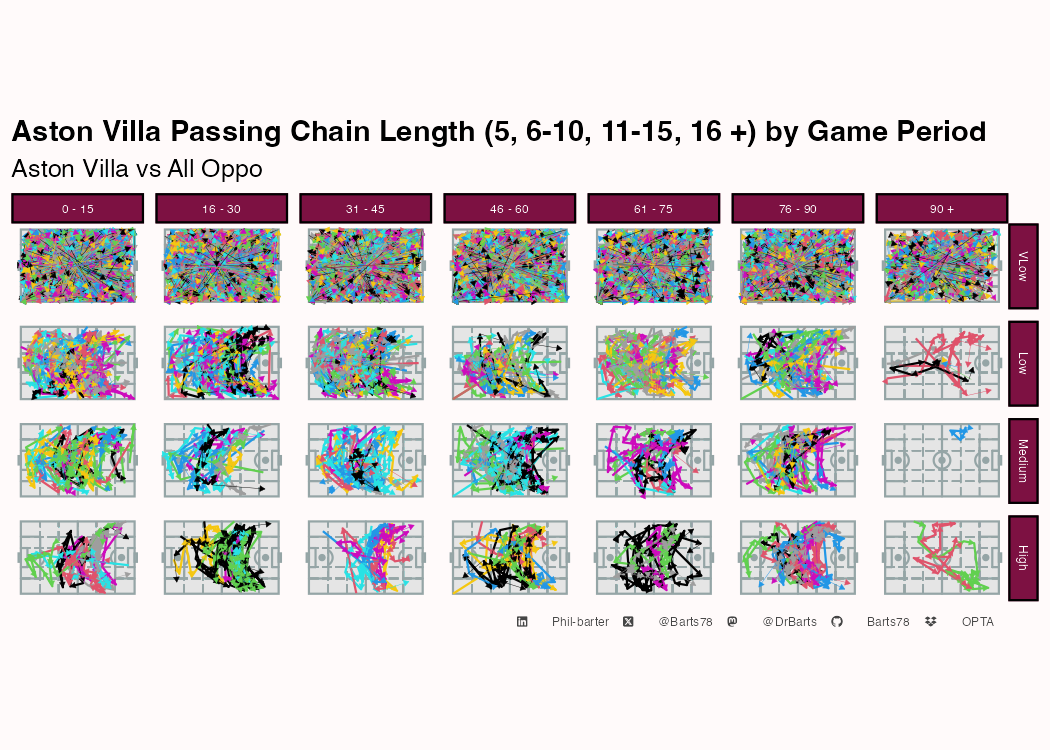 Aston Villa Passing Chain Length (5, 6-10, 11-15, 16 +) by Game Period
Aston Villa vs All Oppo
0 - 15
16 - 30
31 - 45
46 - 60
61 - 75
76 - 90
90 +
VLow
Low
Medium
High
Phil-barter @Barts78 @DrBarts Barts78 OPTA